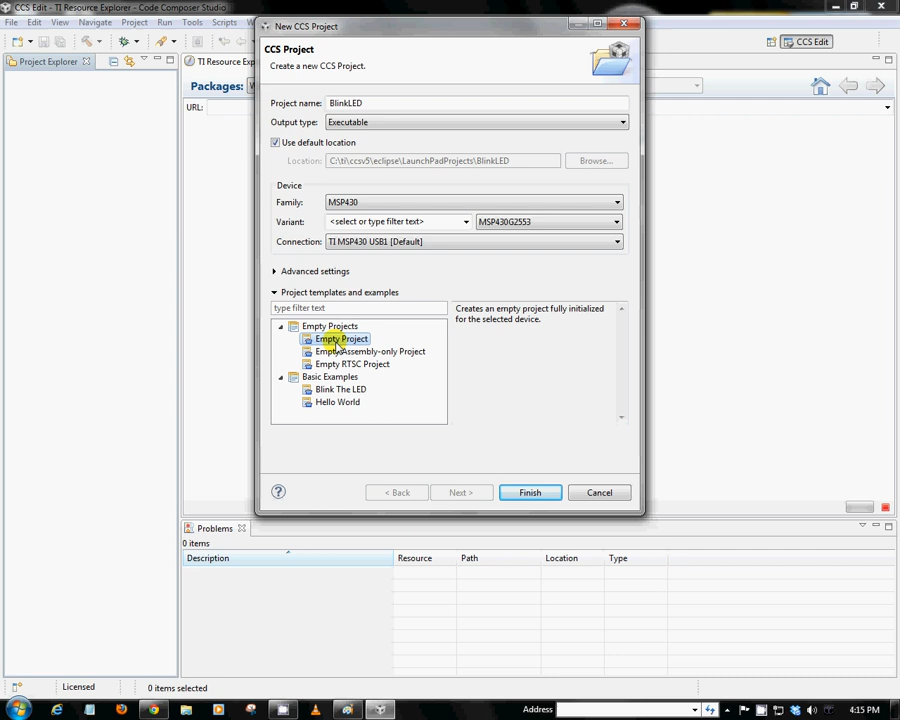 CCS Edit - TI Resource Explorer - Code Composer Studio
File Edit View Navigate Project Run Tools Scripts
New CCS Project
CCS Project
Create a new CCS Project.
Project name: BlinkLED
Output type: Executable
Use default location
Location: C:\ti\ccsv5\eclipse\LaunchPadProjects\BlinkLED Browse...
Device
Family: MSP430
Variant: <select or type filter text> MSP430G2553
Connection: TI MSP430 USB1 [Default]
Advanced settings
Project templates and examples
type filter text
Empty Projects
Empty Project
Empty Assembly-only Project
Empty RTSC Project
Basic Examples
Blink The LED
Hello World
Creates an empty project fully initialized
for the selected device.
< Back Next > Finish Cancel
CCS Edit
Project Explorer
TI Resource Exp
Packages:
URL:
Problems
0 items
Description Resource Path Location Type
Licensed 0 items selected
Address 4:15 PM